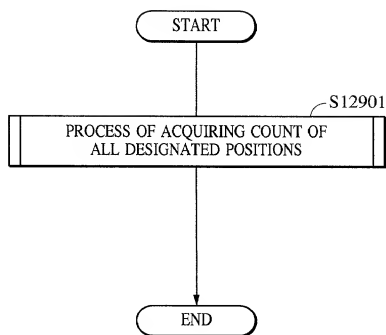 START
S12901
PROCESS OF ACQUIRING COUNT OF
ALL DESIGNATED POSITIONS
END